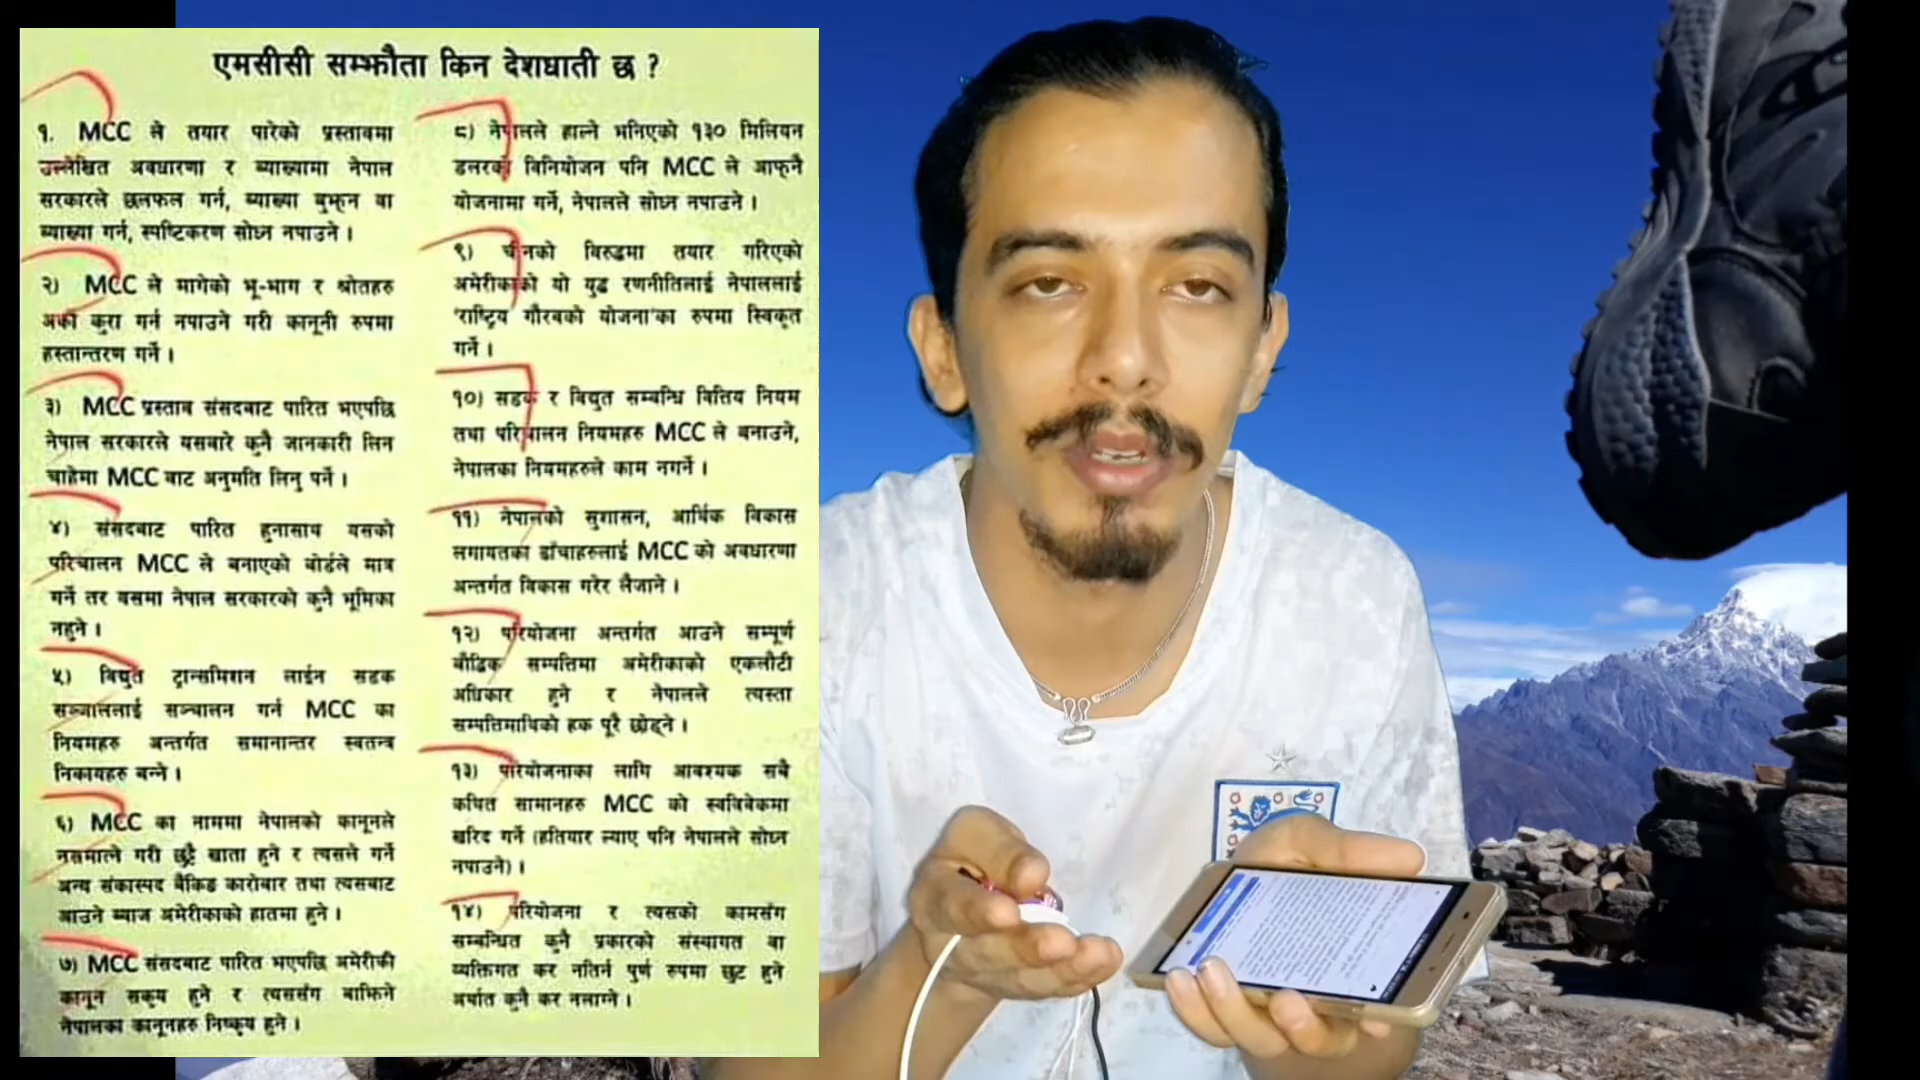 एमसीसी सम्झौता किन देशघाती छ ?
१. MCC ले तयार पारेको प्रस्तावमा
उल्लेखित अवधारणा र ब्याख्यामा नेपाल
सरकारले छलफल गर्न, ब्याख्या बुझ्न वा
ब्याख्या गर्न, स्पष्टिकरण सोध्न नपाउने ।
२) MCC ले मागेको भू-भाग र श्रोतहरु
अर्को कुरा गर्न नपाउने गरी कानूनी रुपमा
हस्तान्तरण गर्ने ।
३) MCC प्रस्ताव संसदबाट पारित भएपछि
नेपाल सरकारले यसबारे कुनै जानकारी लिन
चाहेमा MCC बाट अनुमति लिनु पर्ने ।
४) संसदबाट पारित हुनासाथ यसको
परिचालन MCC ले बनाएको बोर्डले मात्र
गर्ने तर यसमा नेपाल सरकारको कुनै भूमिका
नहुने ।
५) विद्युत ट्रान्समिशन लाईन सडक
सञ्जाललाई सञ्चालन गर्न MCC का
नियमहरु अन्तर्गत समानान्तर स्वतन्त्र
निकायहरु बन्ने ।
६) MCC का नाममा नेपालको कानूनले
नसमात्ने गरी छुट्टै खाता हुने र त्यसले गर्ने
अन्य संकास्पद बैंकिङ कारोबार तथा त्यसबाट
आउने ब्याज अमेरीकाको हातमा हुने ।
७) MCC संसदबाट पारित भएपछि अमेरीकी
कानून सक्रय हुने र त्यससँग बाझिने
नेपालका कानूनहरु निष्क्रय हुने ।
८) नेपालले हाल्ने भनिएको १३० मिलियन
डलरको विनियोजन पनि MCC ले आफ्नै
योजनामा गर्ने, नेपालले सोध्न नपाउने ।
९) चीनको विरुद्धमा तयार गरिएको
अमेरीकाको यो युद्ध रणनीतिलाई नेपाललाई
'राष्ट्रिय गौरवको योजना'का रुपमा स्विकृत
गर्ने ।
१०) सडक र विद्युत सम्बन्धि वित्तिय नियम
तथा परिचालन नियमहरु MCC ले बनाउने,
नेपालका नियमहरुले काम नगर्ने ।
११) नेपालको सुशासन, आर्थिक विकास
लगायतका ढाँचाहरुलाई MCC को अवधारणा
अन्तर्गत विकास गरेर लैजाने ।
१२) परियोजना अन्तर्गत आउने सम्पूर्ण
बौद्धिक सम्पत्तिमा अमेरीकाको एकलौटी
अधिकार हुने र नेपालले त्यस्ता
सम्पत्तिमाथिको हक पूरै छोड्ने ।
१३) परियोजनाका लागि आवश्यक सबै
कथित सामानहरु MCC को स्वविवेकमा
खरिद गर्ने (हतियार ल्याए पनि नेपालले सोध्न
नपाउने) ।
१४) परियोजना र त्यसको कामसँग
सम्बन्धित कुनै प्रकारको संस्थागत वा
व्यक्तिगत कर नतिर्न पुर्ण रुपमा छुट हुने
अर्थात कुनै कर नलाग्ने ।